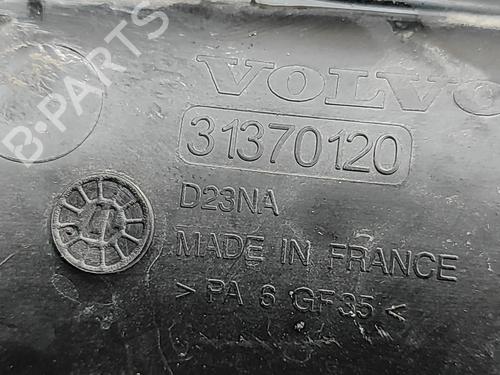 VOLVO
31370120
D23NA
MADE IN FRANCE
> PA 6 GF35 <
B-PARTS